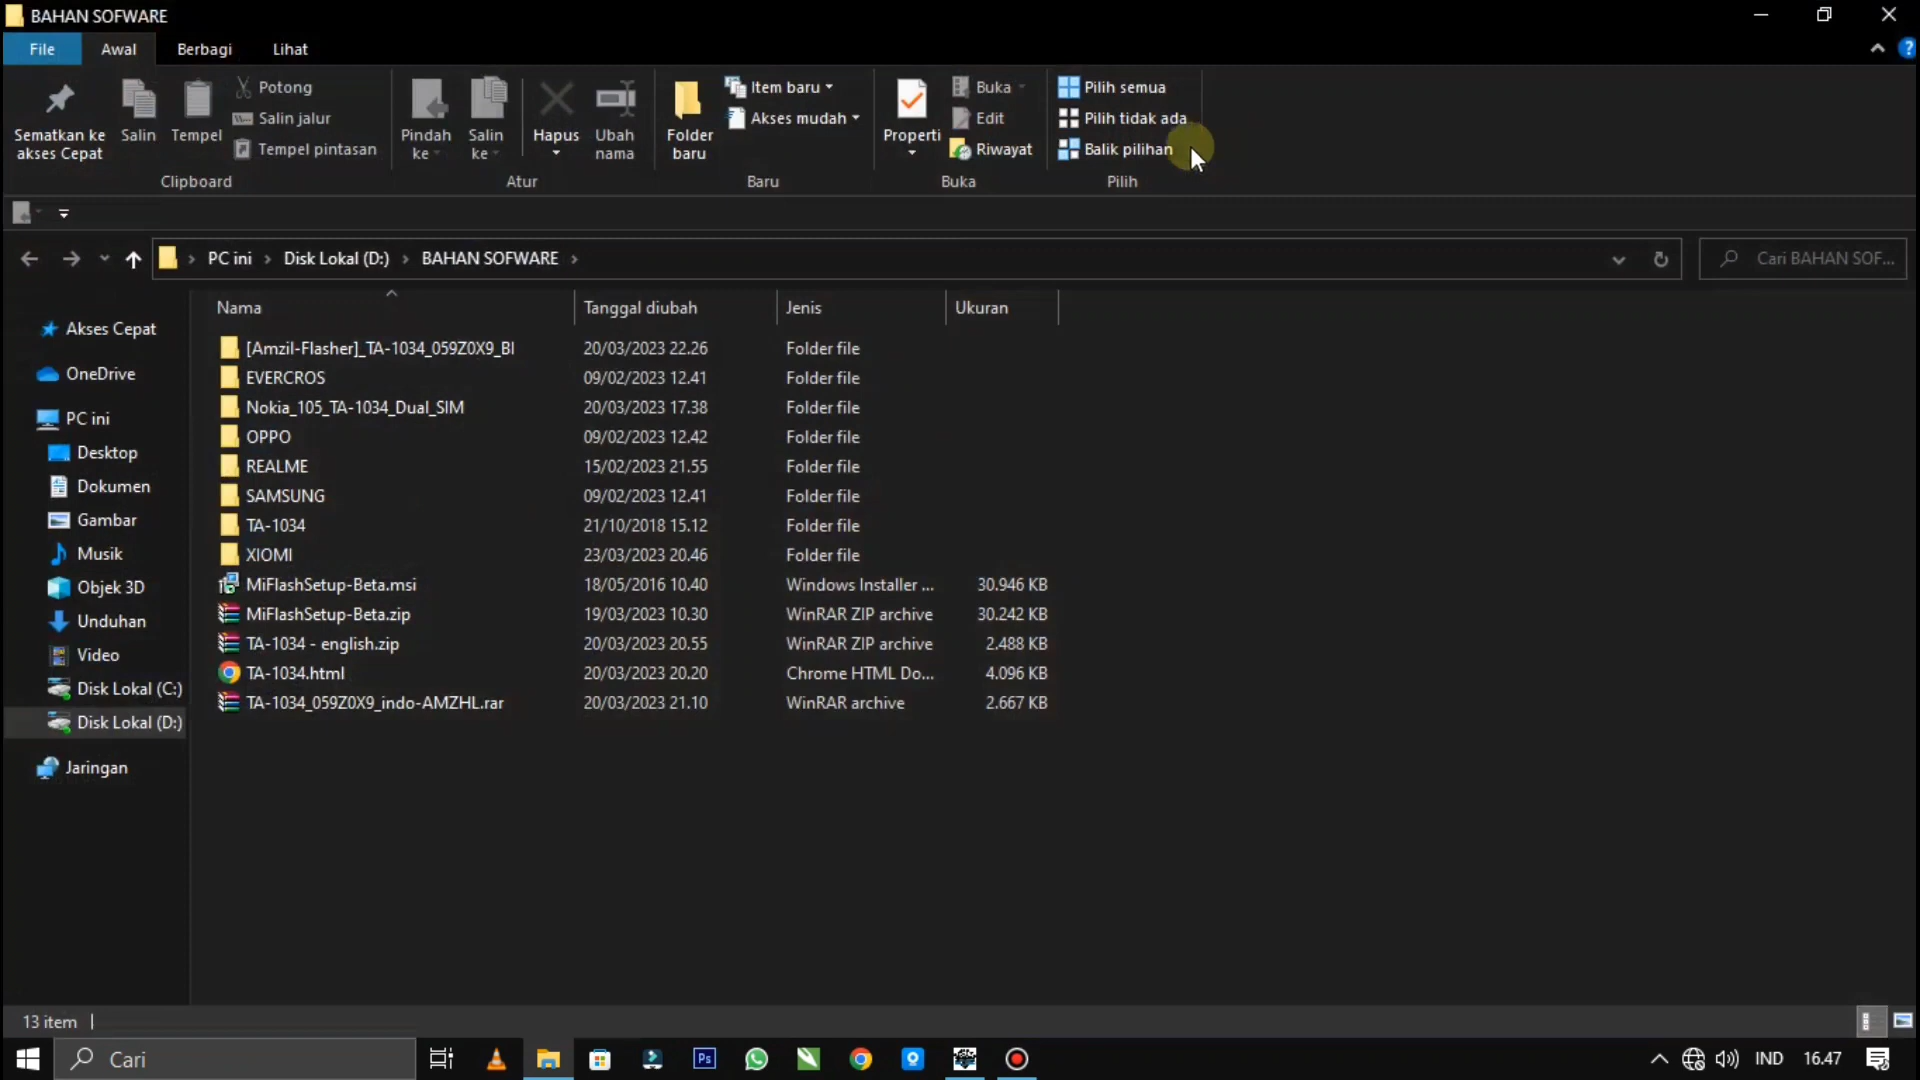 BAHAN SOFWARE
File Awal Berbagi Lihat
Sematkan ke akses Cepat
Salin
Tempel
Potong
Salin jalur
Tempel pintasan
Clipboard
Pindah ke
Salin ke
Hapus
Ubah nama
Atur
Folder baru
Item baru
Akses mudah
Baru
Properti
Buka
Edit
Riwayat
Buka
Pilih semua
Pilih tidak ada
Balik pilihan
Pilih
PC ini Disk Lokal (D:) BAHAN SOFWARE
Cari BAHAN SOF...
Akses Cepat
OneDrive
PC ini
Desktop
Dokumen
Gambar
Musik
Objek 3D
Unduhan
Video
Disk Lokal (C:)
Disk Lokal (D:)
Jaringan
Nama Tanggal diubah Jenis Ukuran
[Amzil-Flasher]_TA-1034_059Z0X9_BI 20/03/2023 22.26 Folder file
EVERCROS 09/02/2023 12.41 Folder file
Nokia_105_TA-1034_Dual_SIM 20/03/2023 17.38 Folder file
OPPO 09/02/2023 12.42 Folder file
REALME 15/02/2023 21.55 Folder file
SAMSUNG 09/02/2023 12.41 Folder file
TA-1034 21/10/2018 15.12 Folder file
XIOMI 23/03/2023 20.46 Folder file
MiFlashSetup-Beta.msi 18/05/2016 10.40 Windows Installer ... 30.946 KB
MiFlashSetup-Beta.zip 19/03/2023 10.30 WinRAR ZIP archive 30.242 KB
TA-1034 - english.zip 20/03/2023 20.55 WinRAR ZIP archive 2.488 KB
TA-1034.html 20/03/2023 20.20 Chrome HTML Do... 4.096 KB
TA-1034_059Z0X9_indo-AMZHL.rar 20/03/2023 21.10 WinRAR archive 2.667 KB
13 item
Cari
Ps
IND 16.47